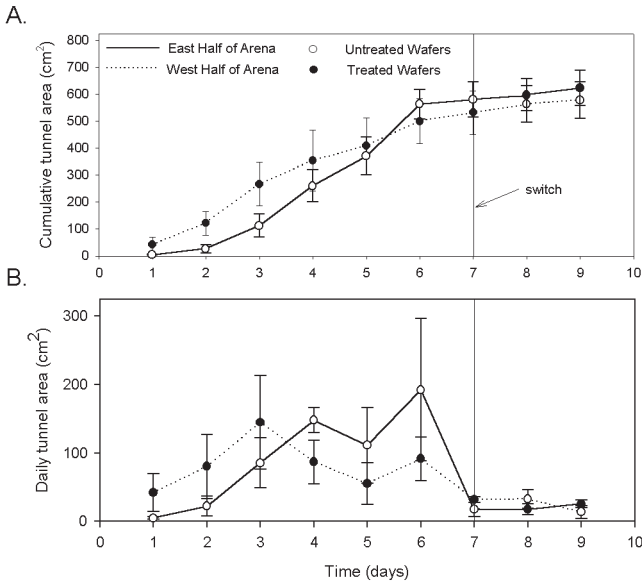 A.
East Half of Arena
Untreated Wafers
West Half of Arena
Treated Wafers
Cumulative tunnel area (cm²)
800
700
600
500
400
300
200
100
0
switch
0 1 2 3 4 5 6 7 8 9 10
B.
Daily tunnel area (cm²)
300
200
100
0
0 1 2 3 4 5 6 7 8 9 10
Time (days)